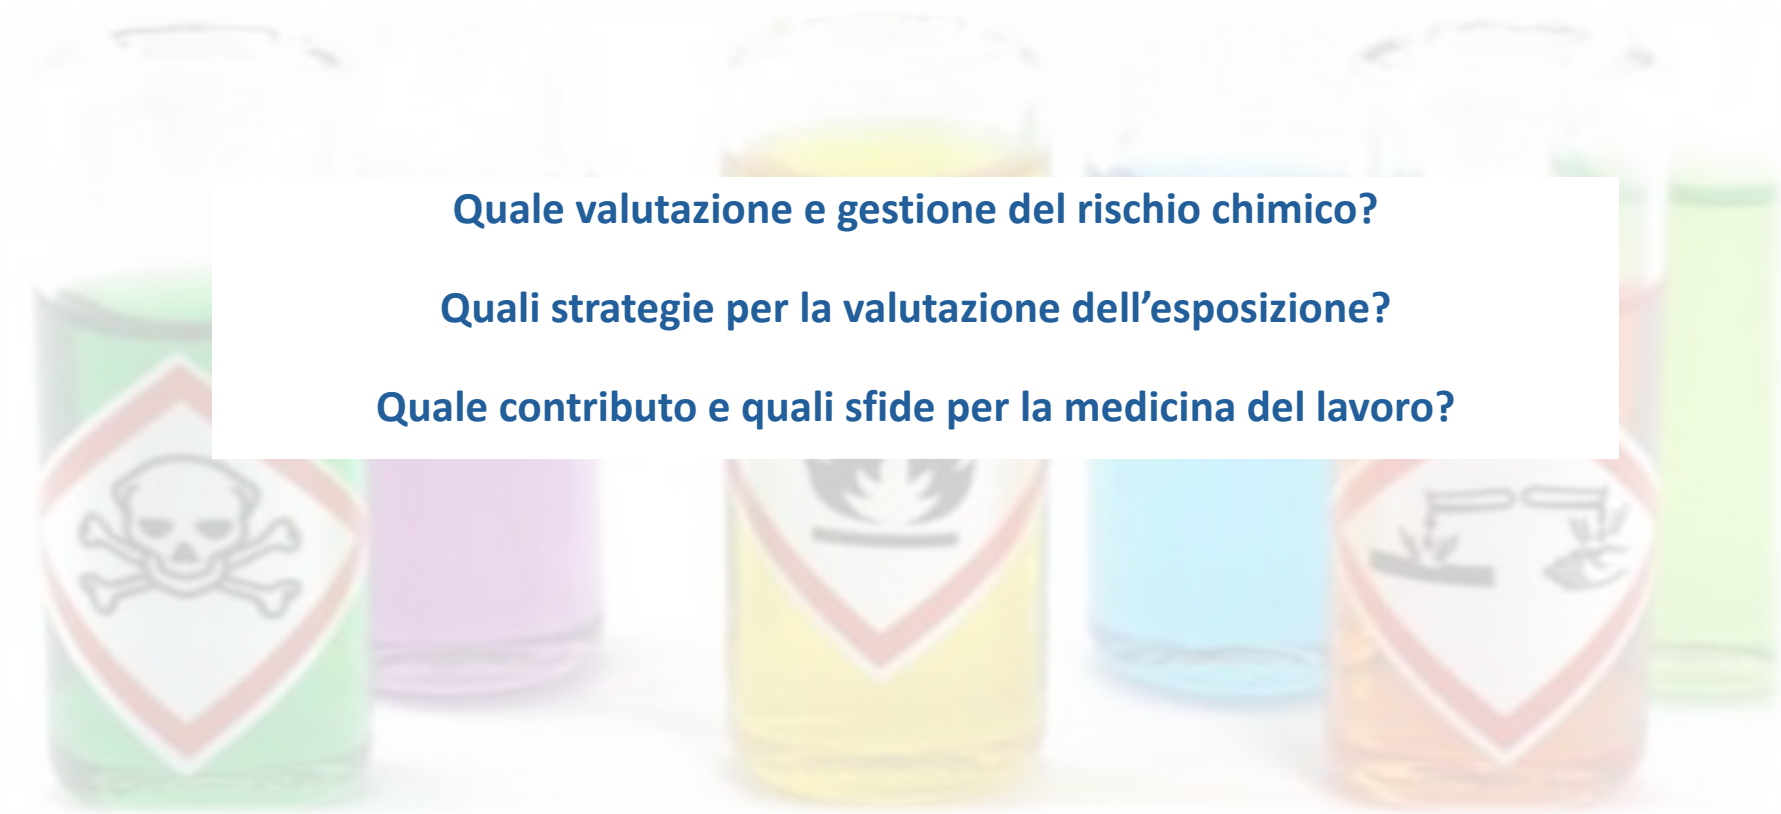 Quale valutazione e gestione del rischio chimico?
Quali strategie per la valutazione dell’esposizione?
Quale contributo e quali sfide per la medicina del lavoro?